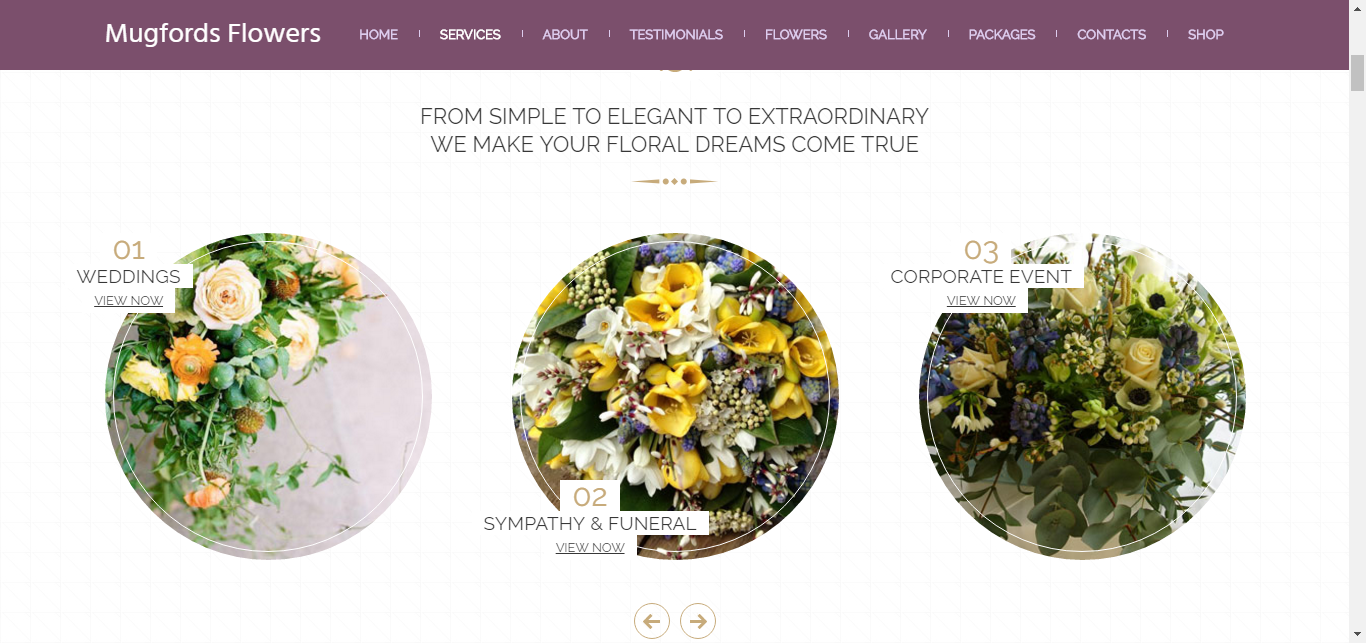 Mugfords Flowers
HOME SERVICES ABOUT TESTIMONIALS FLOWERS GALLERY PACKAGES CONTACTS SHOP
FROM SIMPLE TO ELEGANT TO EXTRAORDINARY
WE MAKE YOUR FLORAL DREAMS COME TRUE
01
WEDDINGS
VIEW NOW
02
SYMPATHY & FUNERAL
VIEW NOW
03
CORPORATE EVENT
VIEW NOW